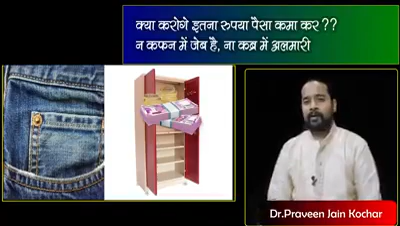 क्या करोगे इतना रुपया पैसा कमा कर ??
न कफन में जेब है, ना कब्र में अलमारी
Dr.Praveen Jain Kochar